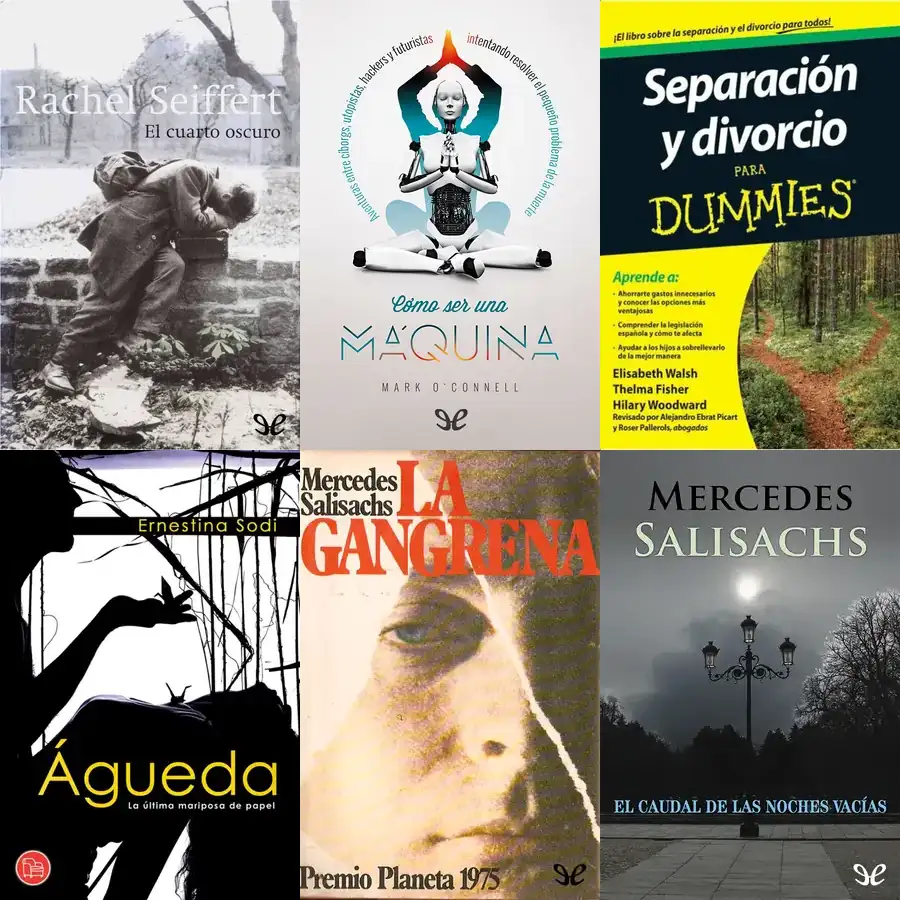 Rachel Seiffert
El cuarto oscuro
Aventuras entre cíborgs, utopistas, hackers y futuristas intentando resolver el pequeño problema de la muerte
Cómo ser una
MÁQUINA
MARK O'CONNELL
¡El libro sobre la separación y el divorcio para todos!
Separación
y divorcio
PARA
DUMMIES®
Aprende a:
· Ahorrarte gastos innecesarios
y conocer las opciones más
ventajosas
· Comprender la legislación
española y cómo te afecta
· Ayudar a los hijos a sobrellevarlo
de la mejor manera
Elisabeth Walsh
Thelma Fisher
Hilary Woodward
Revisado por Alejandro Ebrat Picart
y Roser Pallerols, abogados
Ernestina Sodi
Águeda
La última mariposa de papel
Mercedes
Salisachs
LA
GANGRENA
Premio Planeta 1975
MERCEDES
SALISACHS
EL CAUDAL DE LAS NOCHES VACÍAS